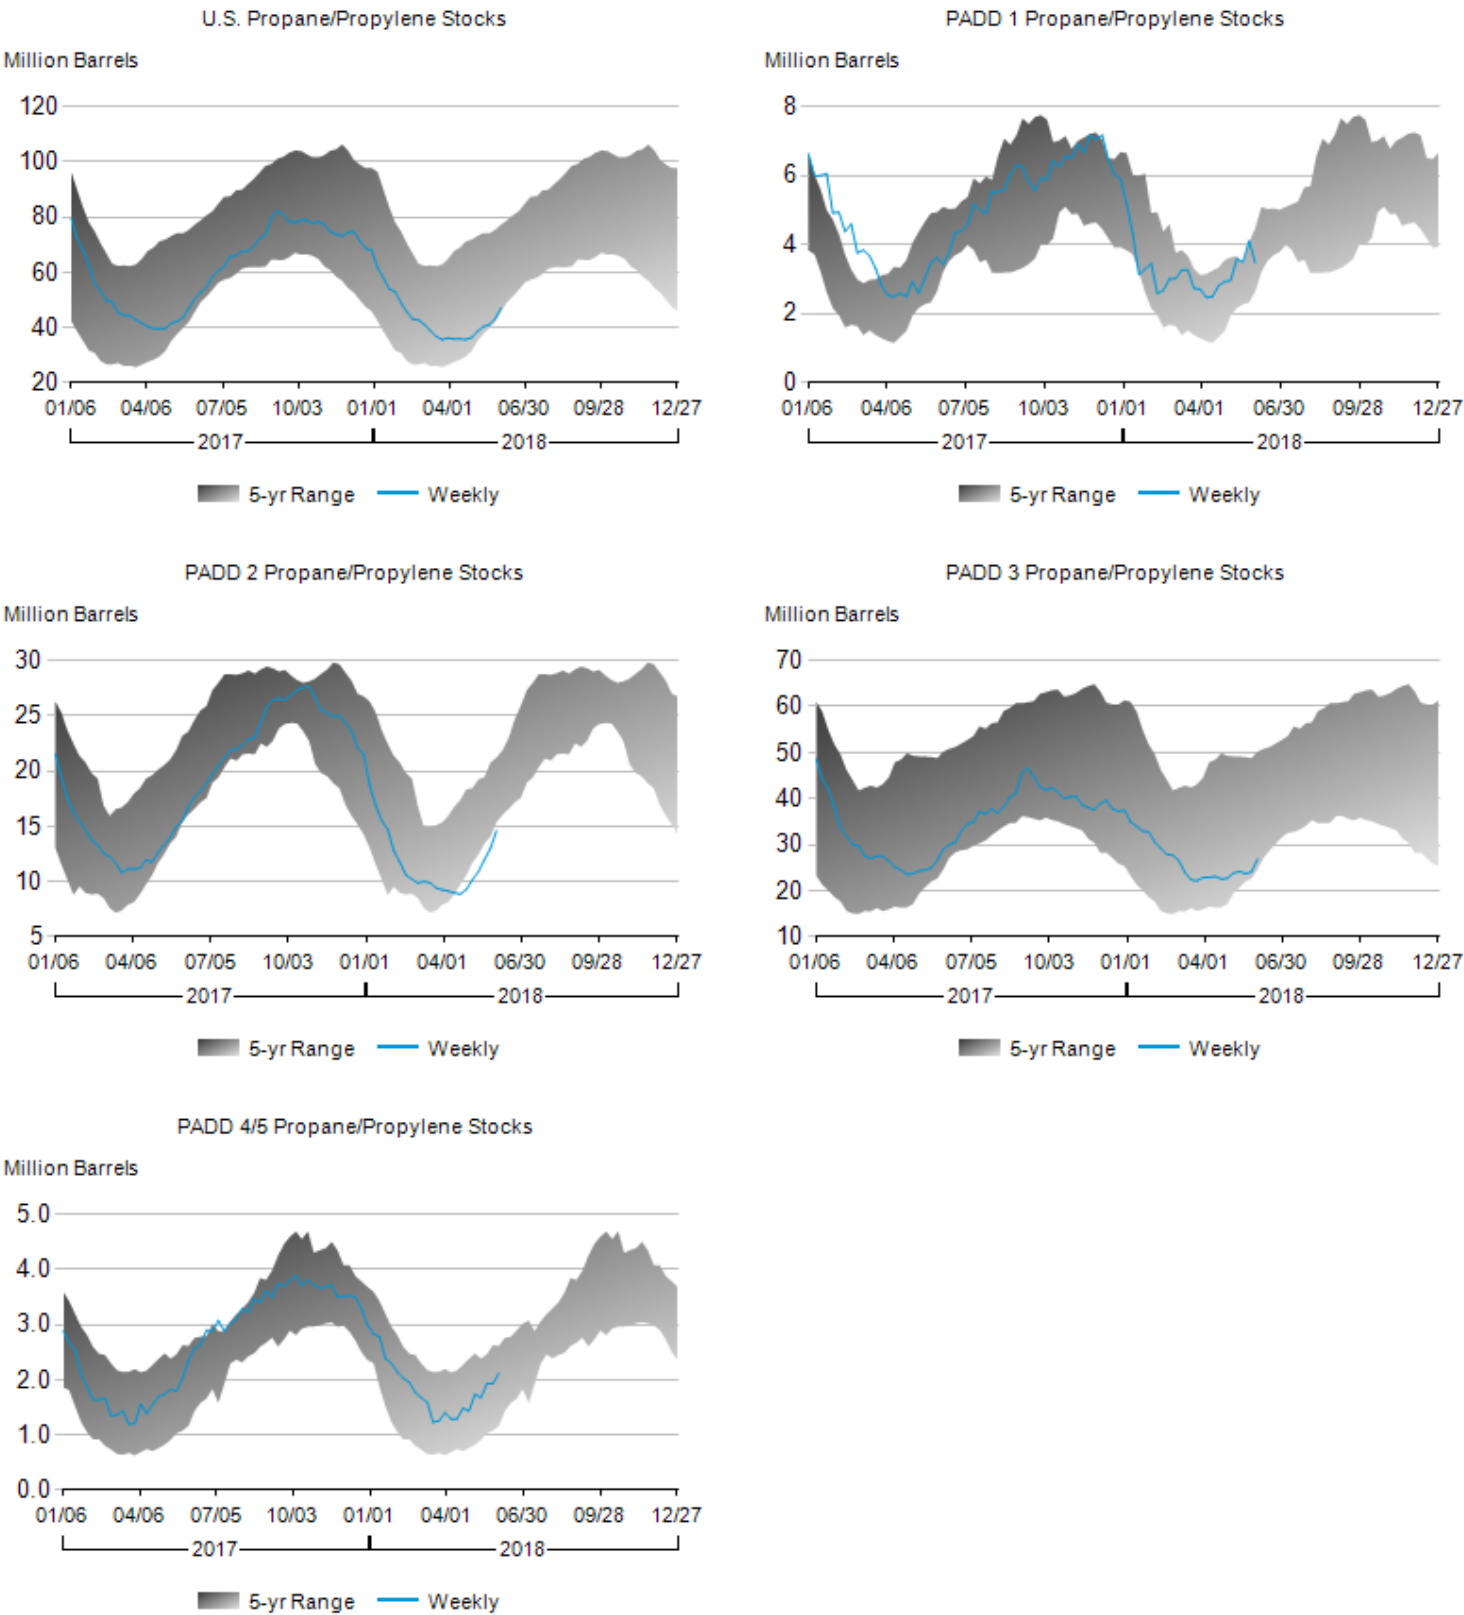 U.S. Propane/Propylene Stocks
Million Barrels
120
100
80
60
40
20
01/06 04/06 07/05 10/03 01/01 04/01 06/30 09/28 12/27
2017 2018
5-yr Range Weekly
PADD 1 Propane/Propylene Stocks
Million Barrels
8
6
4
2
0
01/06 04/06 07/05 10/03 01/01 04/01 06/30 09/28 12/27
2017 2018
5-yr Range Weekly
PADD 2 Propane/Propylene Stocks
Million Barrels
30
25
20
15
10
5
01/06 04/06 07/05 10/03 01/01 04/01 06/30 09/28 12/27
2017 2018
5-yr Range Weekly
PADD 3 Propane/Propylene Stocks
Million Barrels
70
60
50
40
30
20
10
01/06 04/06 07/05 10/03 01/01 04/01 06/30 09/28 12/27
2017 2018
5-yr Range Weekly
PADD 4/5 Propane/Propylene Stocks
Million Barrels
5.0
4.0
3.0
2.0
1.0
0.0
01/06 04/06 07/05 10/03 01/01 04/01 06/30 09/28 12/27
2017 2018
5-yr Range Weekly